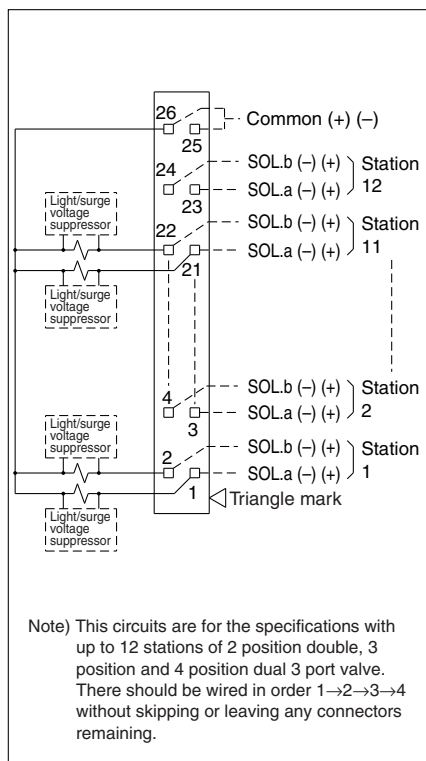 26
Common (+) (–)
25
24
SOL.b (–) (+)
Station
12
SOL.a (–) (+)
23
Light/surge
voltage
suppressor
22
SOL.b (–) (+)
Station
11
SOL.a (–) (+)
21
Light/surge
voltage
suppressor
4
SOL.b (–) (+)
Station
2
SOL.a (–) (+)
3
Light/surge
voltage
suppressor
2
SOL.b (–) (+)
Station
1
SOL.a (–) (+)
1
Triangle mark
Light/surge
voltage
suppressor
Note) This circuits are for the specifications with
up to 12 stations of 2 position double, 3
position and 4 position dual 3 port valve.
There should be wired in order 1→2→3→4
without skipping or leaving any connectors
remaining.